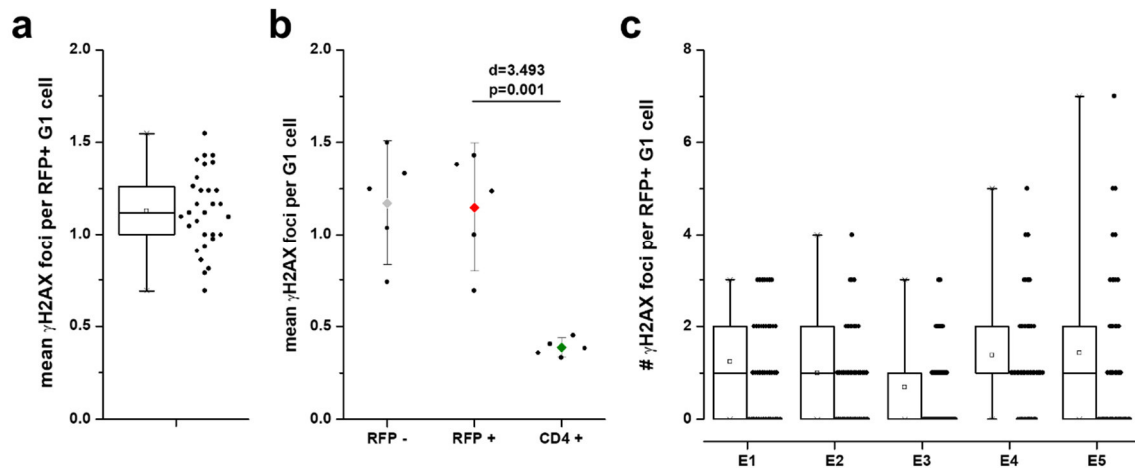 a
mean γH2AX foci per RFP+ G1 cell
2.0
1.5
1.0
0.5
0.0
b
mean γH2AX foci per G1 cell
2.0
1.5
1.0
0.5
0.0
d=3.493
p=0.001
RFP -
RFP +
CD4 +
c
# γH2AX foci per RFP+ G1 cell
8
6
4
2
0
E1
E2
E3
E4
E5